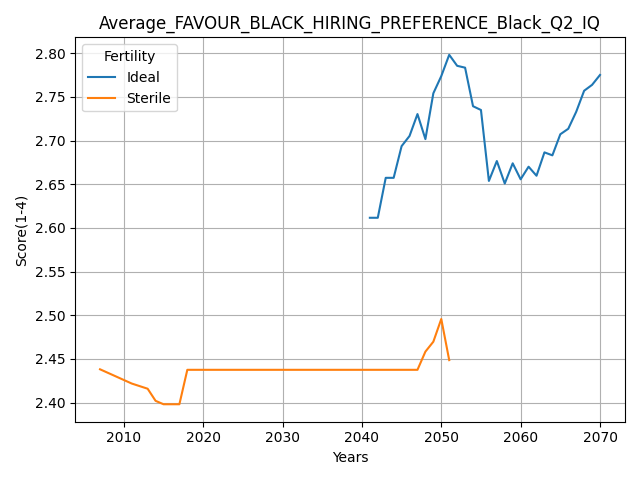 Average_FAVOUR_BLACK_HIRING_PREFERENCE_Black_Q2_IQ
Fertility
Ideal
Sterile
Score(1-4)
2.80
2.75
2.70
2.65
2.60
2.55
2.50
2.45
2.40
2010 2020 2030 2040 2050 2060 2070
Years